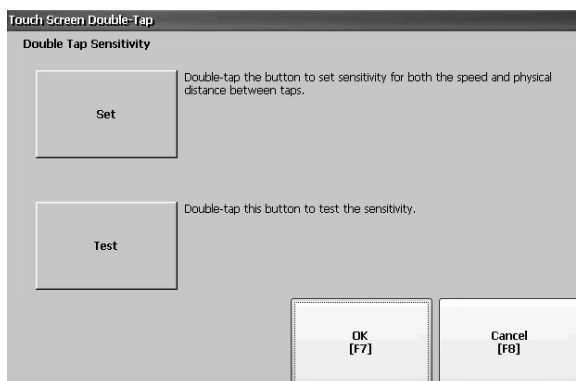 Touch Screen Double-Tap
Double Tap Sensitivity
Set
Double-tap the button to set sensitivity for both the speed and physical
distance between taps.
Test
Double-tap this button to test the sensitivity.
OK
[F7]
Cancel
[F8]